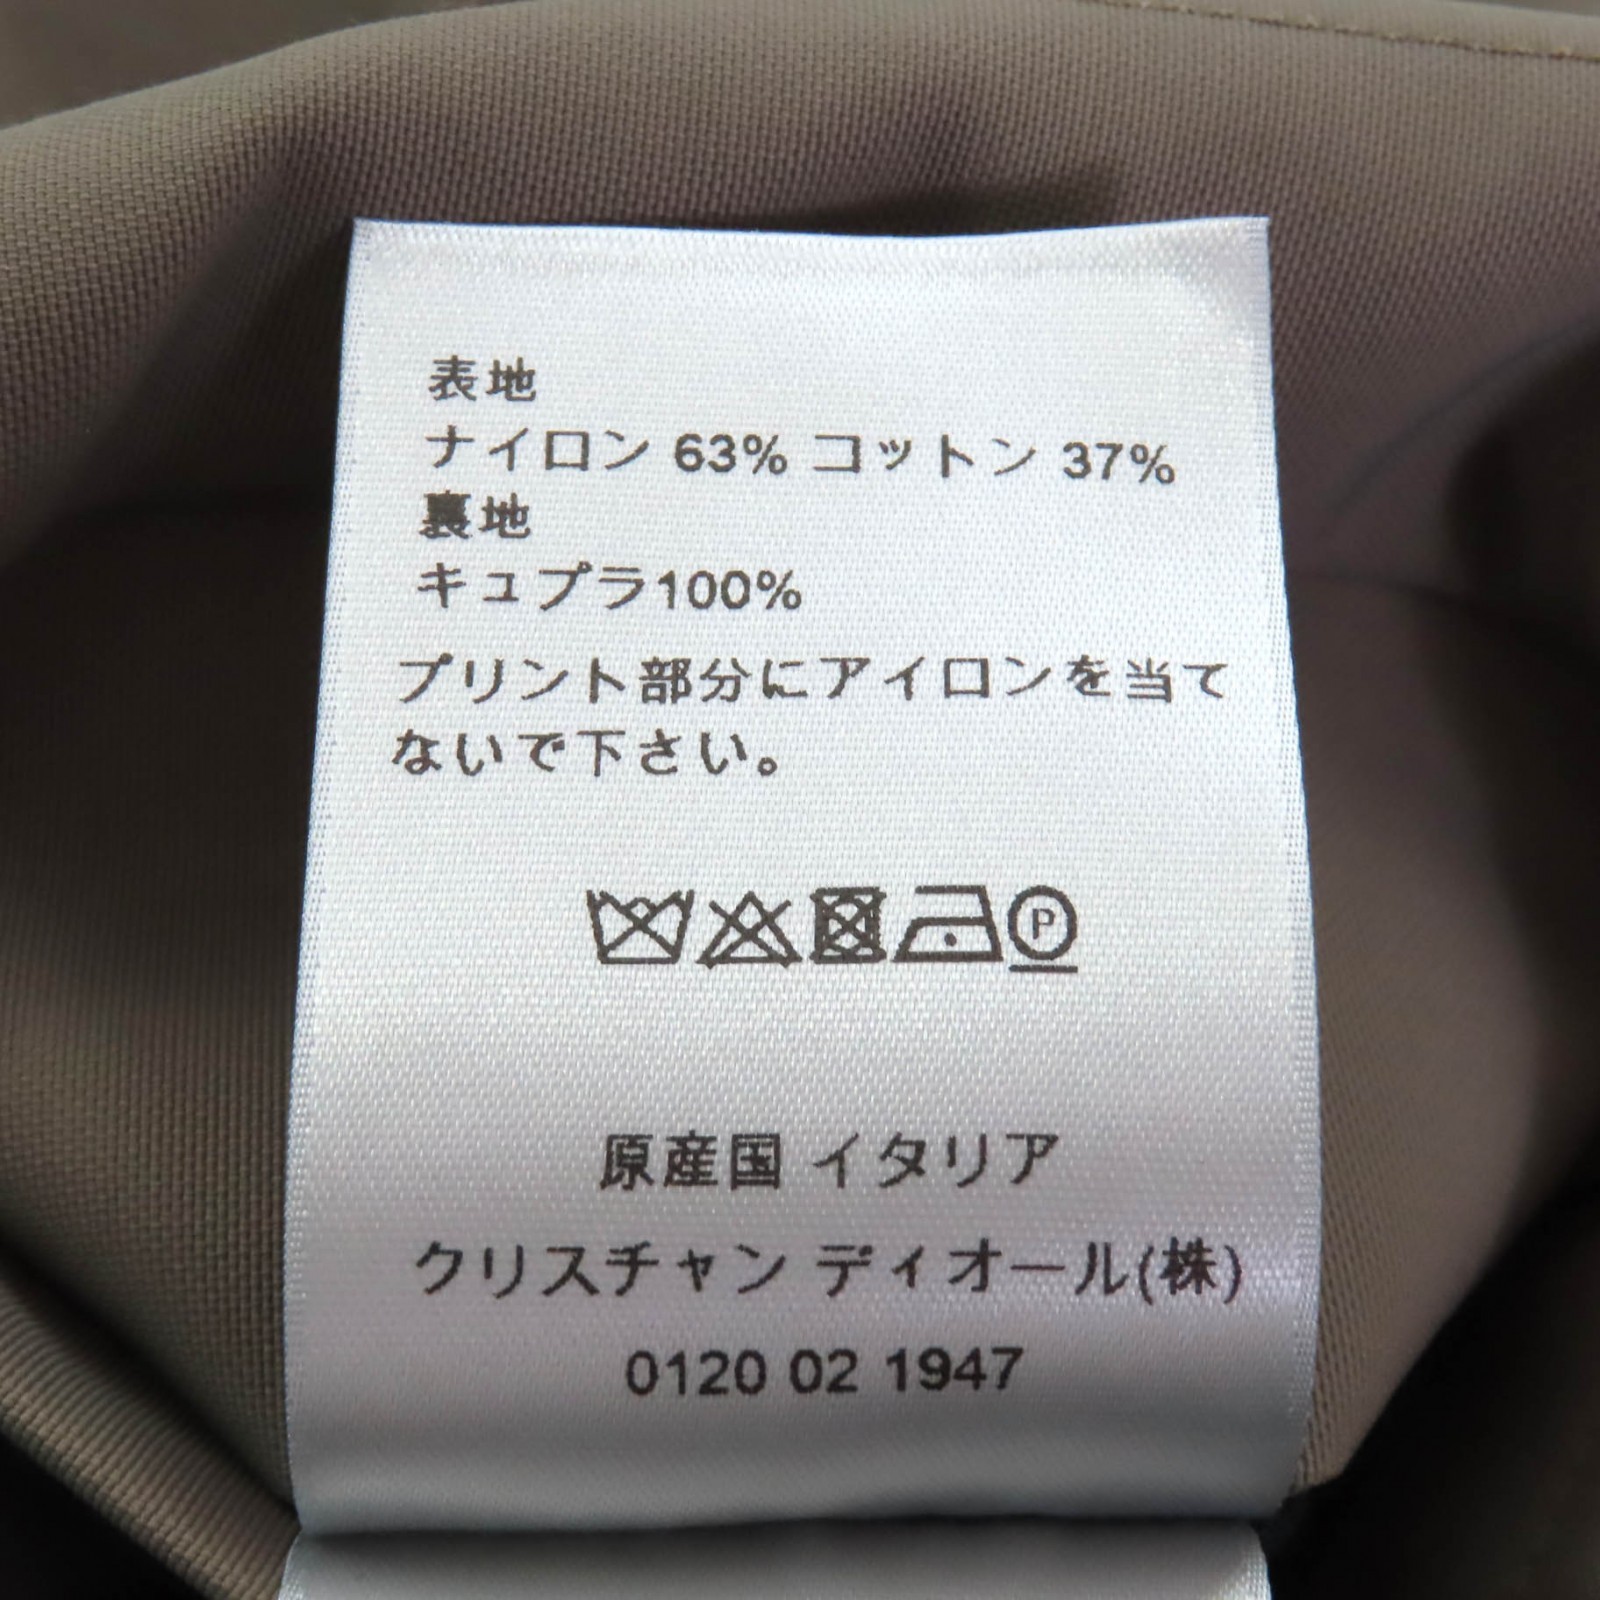 表地
ナイロン 63% コットン 37%
裏地
キュプラ100%
プリント部分にアイロンを当て
ないで下さい。
P
原産国 イタリア
クリスチャン ディオール(株)
0120 02 1947